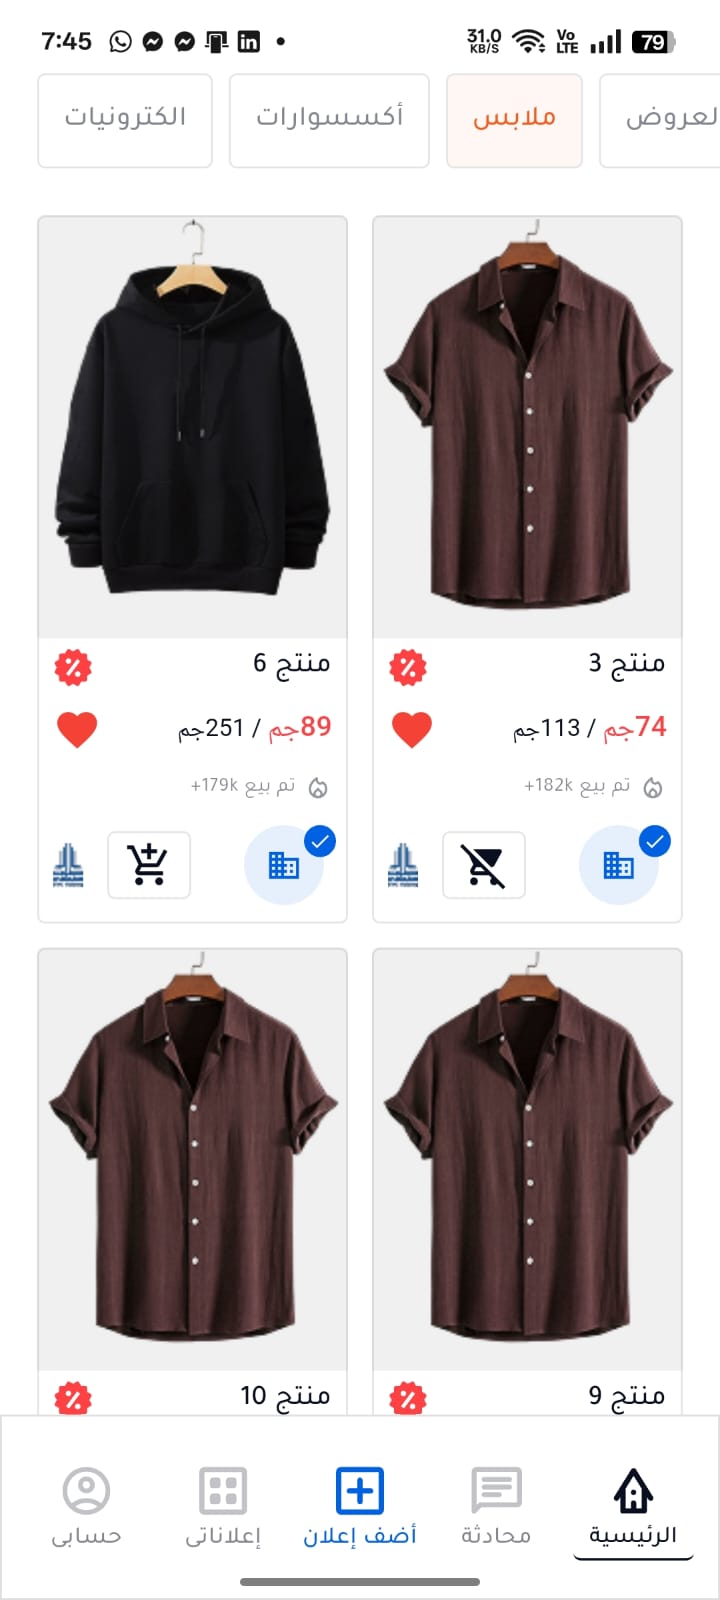 7:45
31.0 KB/S
Vo LTE
79
لعروض
ملابس
أكسسوارات
الكترونيات
منتج 3
74جم / 113جم
تم بيع 182k+
منتج 6
89جم / 251جم
تم بيع 179k+
منتج 9
منتج 10
الرئيسية
محادثة
أضف إعلان
إعلاناتى
حسابى